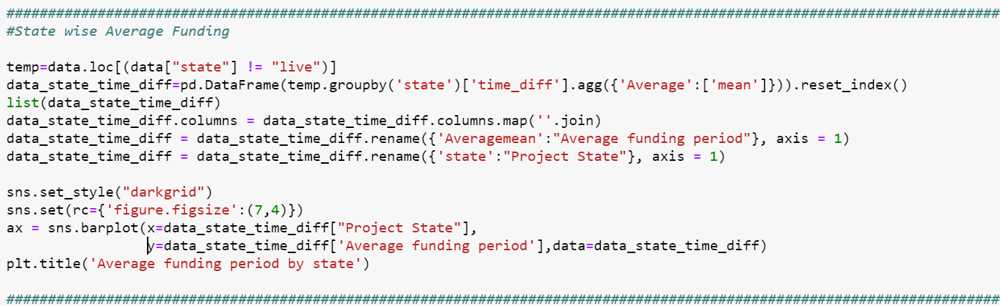 ########################################################################################################################
#State wise Average Funding
temp=data.loc[(data["state"] != "live")]
data_state_time_diff=pd.DataFrame(temp.groupby('state')['time_diff'].agg({'Average':['mean']})).reset_index()
list(data_state_time_diff)
data_state_time_diff.columns = data_state_time_diff.columns.map(''.join)
data_state_time_diff = data_state_time_diff.rename({'Averagemean':"Average funding period"}, axis = 1)
data_state_time_diff = data_state_time_diff.rename({'state':"Project State"}, axis = 1)
sns.set_style("darkgrid")
sns.set(rc={'figure.figsize':(7,4)})
ax = sns.barplot(x=data_state_time_diff["Project State"],
y=data_state_time_diff['Average funding period'],data=data_state_time_diff)
plt.title('Average funding period by state')
########################################################################################################################